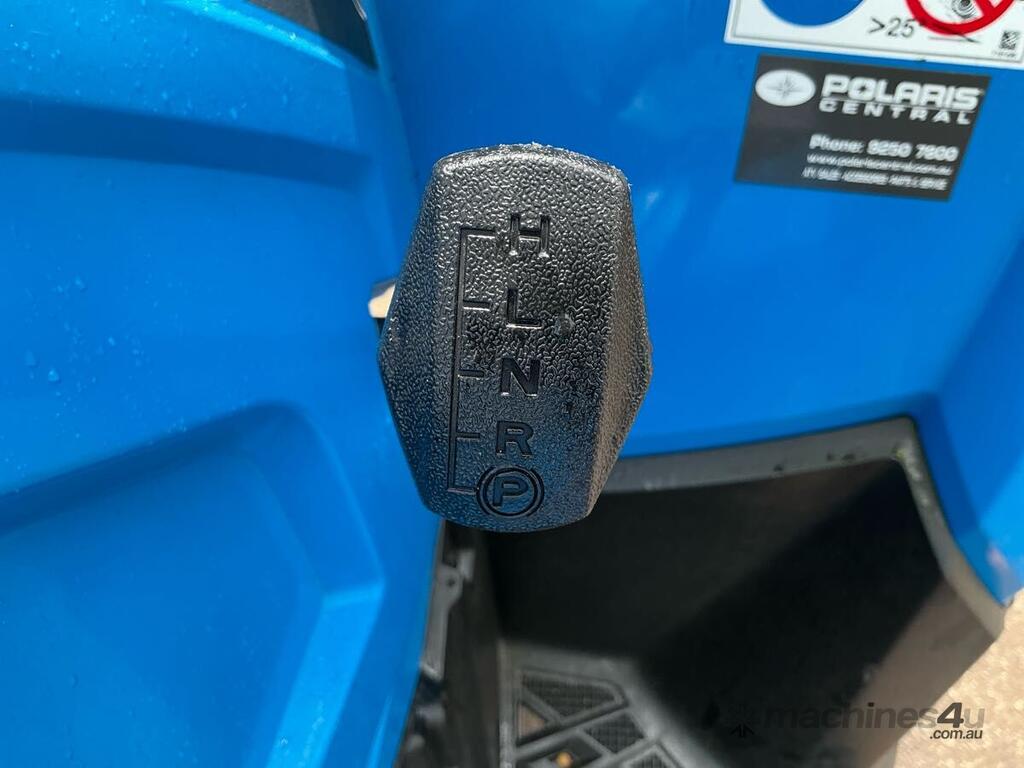 >25°
POLARIS
CENTRAL
Phone: 9250 7800
www.polariscentral.com.au
H
L
N
R
P
machines4u
.com.au